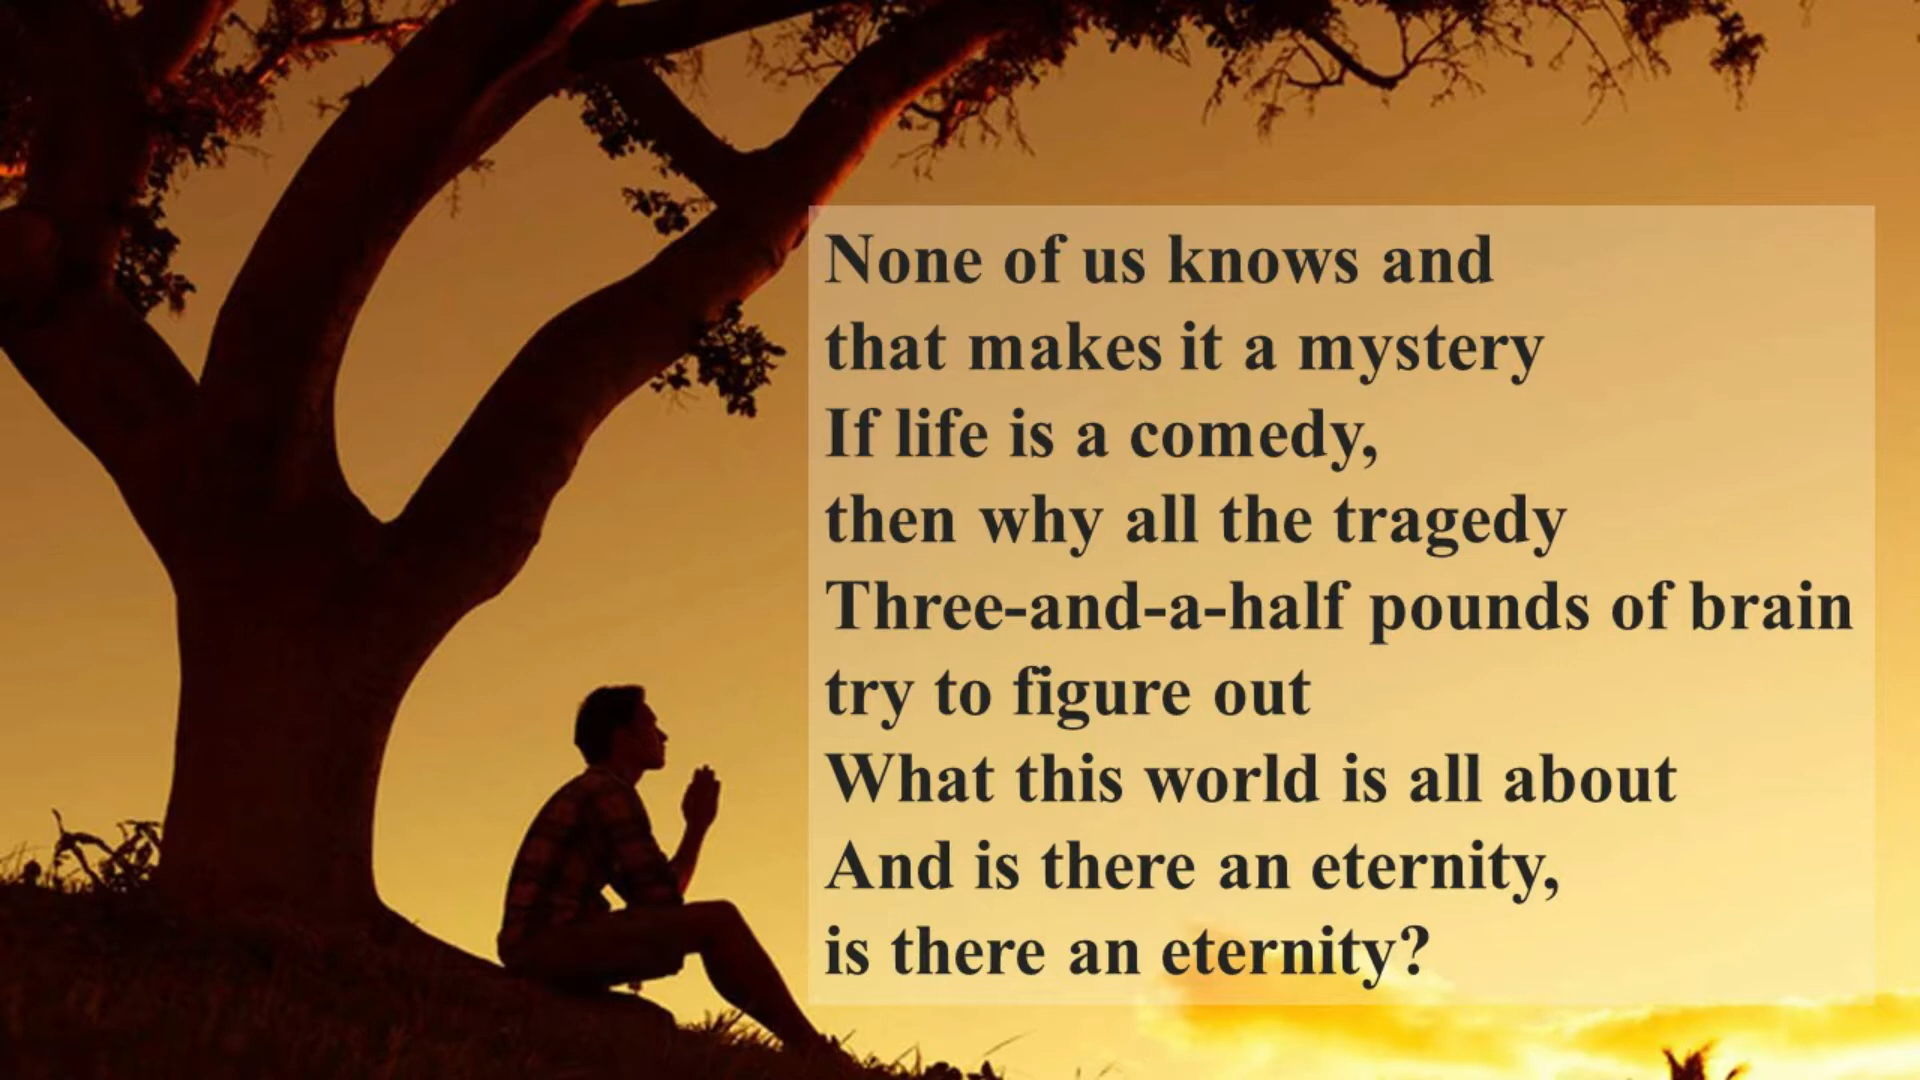 None of us knows and
that makes it a mystery
If life is a comedy,
then why all the tragedy
Three-and-a-half pounds of brain
try to figure out
What this world is all about
And is there an eternity,
is there an eternity?